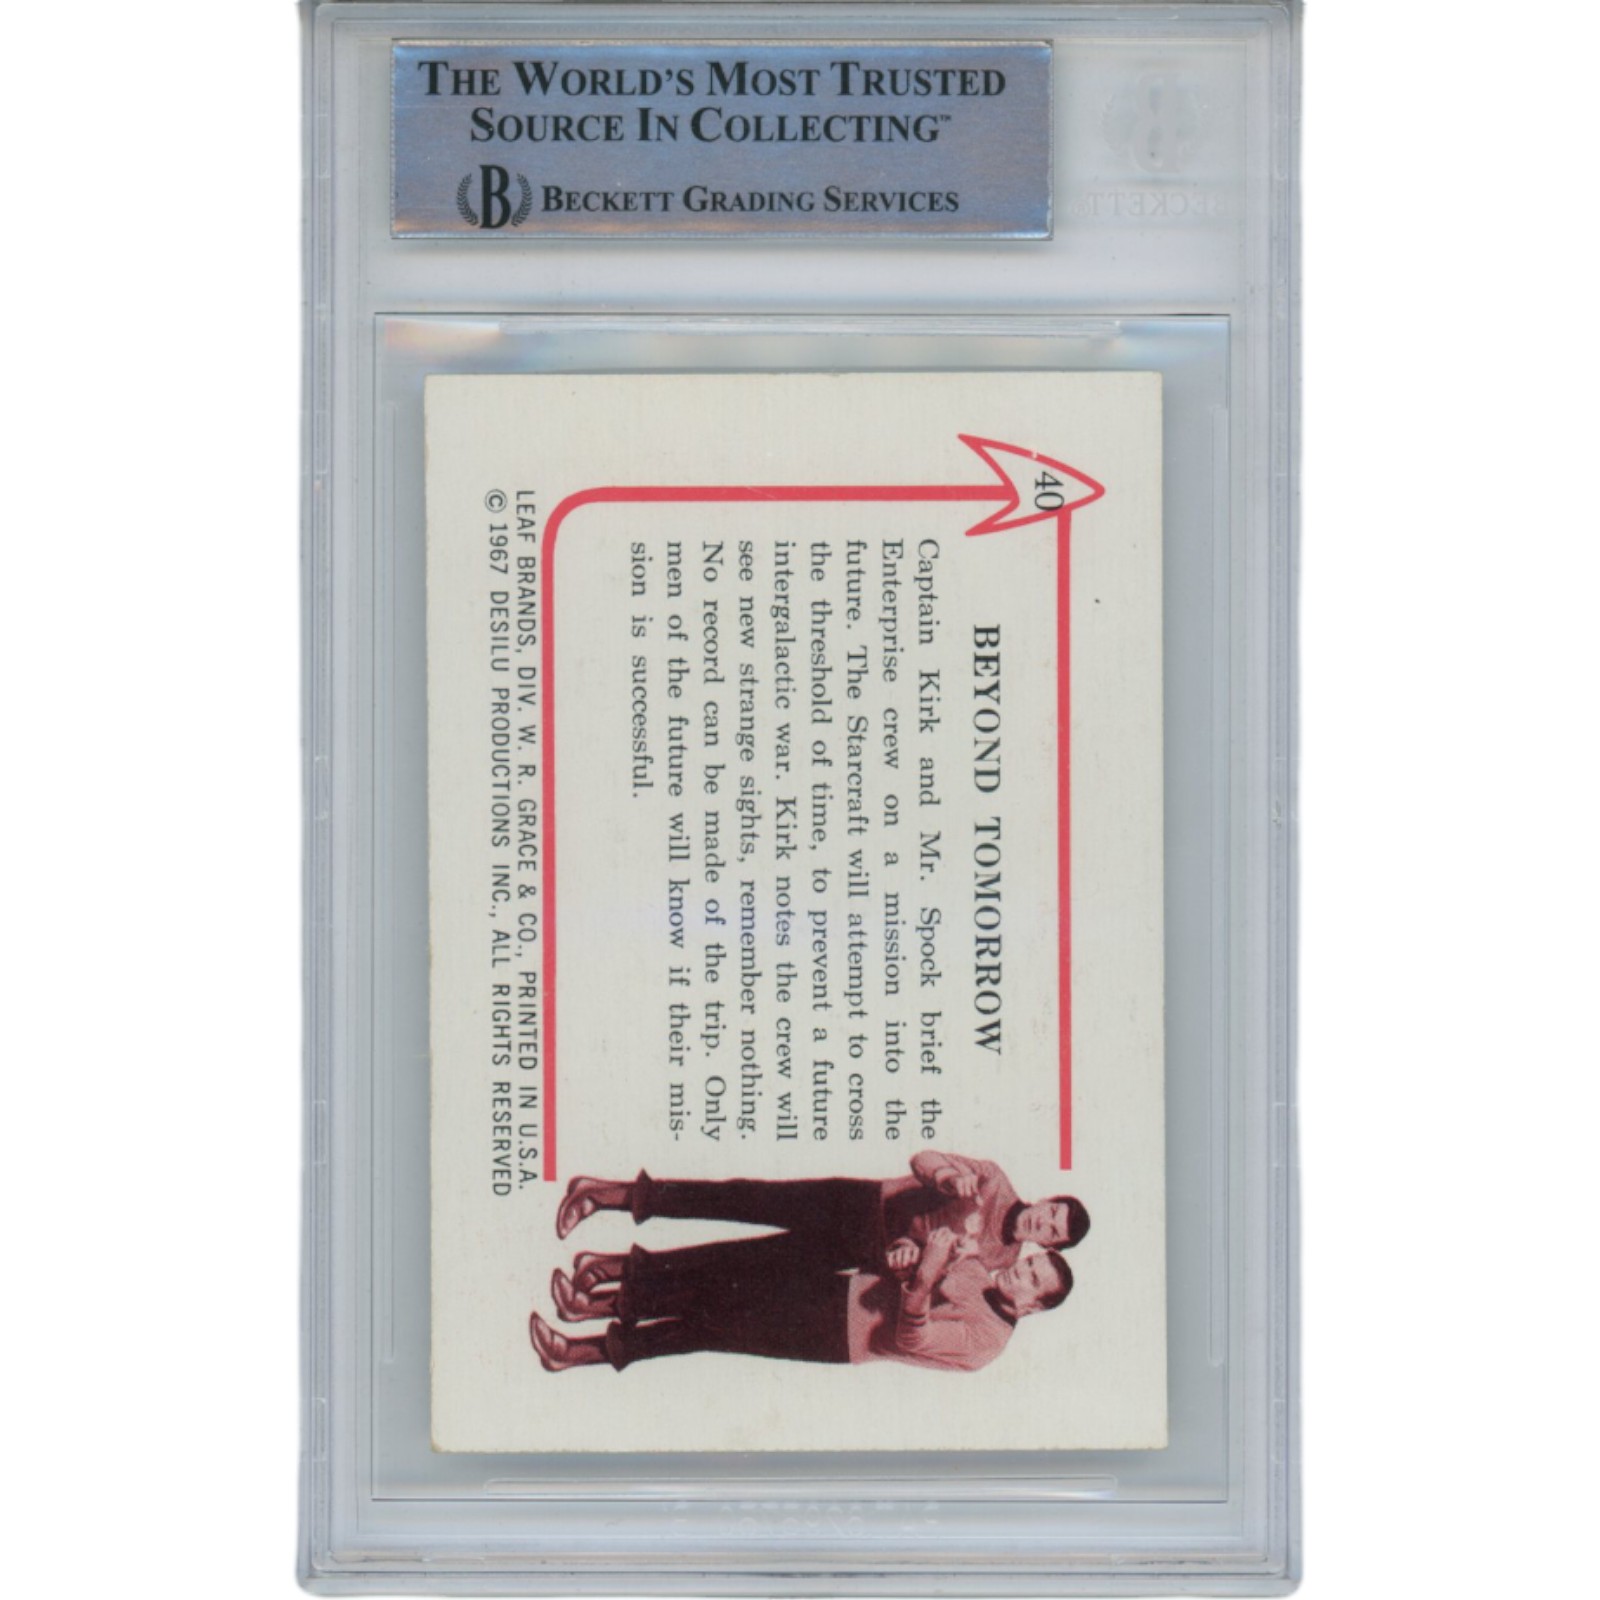 THE WORLD'S MOST TRUSTED
SOURCE IN COLLECTING™
B BECKETT GRADING SERVICES
B
BECKETT
40
BEYOND TOMORROW
Captain Kirk and Mr. Spock brief the
Enterprise crew on a mission into the
future. The Starcraft will attempt to cross
the threshold of time, to prevent a future
intergalactic war. Kirk notes the crew will
see new strange sights, remember nothing.
No record can be made of the trip. Only
men of the future will know if their mis-
sion is successful.
LEAF BRANDS, DIV. W. R. GRACE & CO., PRINTED IN U.S.A.
© 1967 DESILU PRODUCTIONS INC., ALL RIGHTS RESERVED